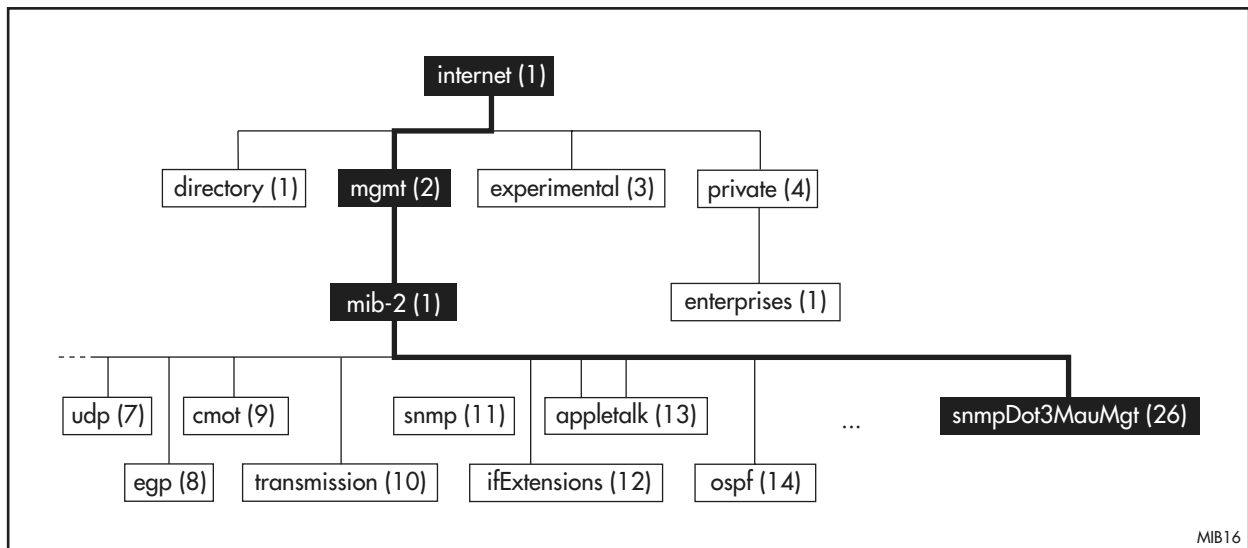 internet (1)
directory (1)
mgmt (2)
experimental (3)
private (4)
mib-2 (1)
enterprises (1)
udp (7)
cmot (9)
snmp (11)
appletalk (13)
...
snmpDot3MauMgt (26)
egp (8)
transmission (10)
ifExtensions (12)
ospf (14)
MIB16